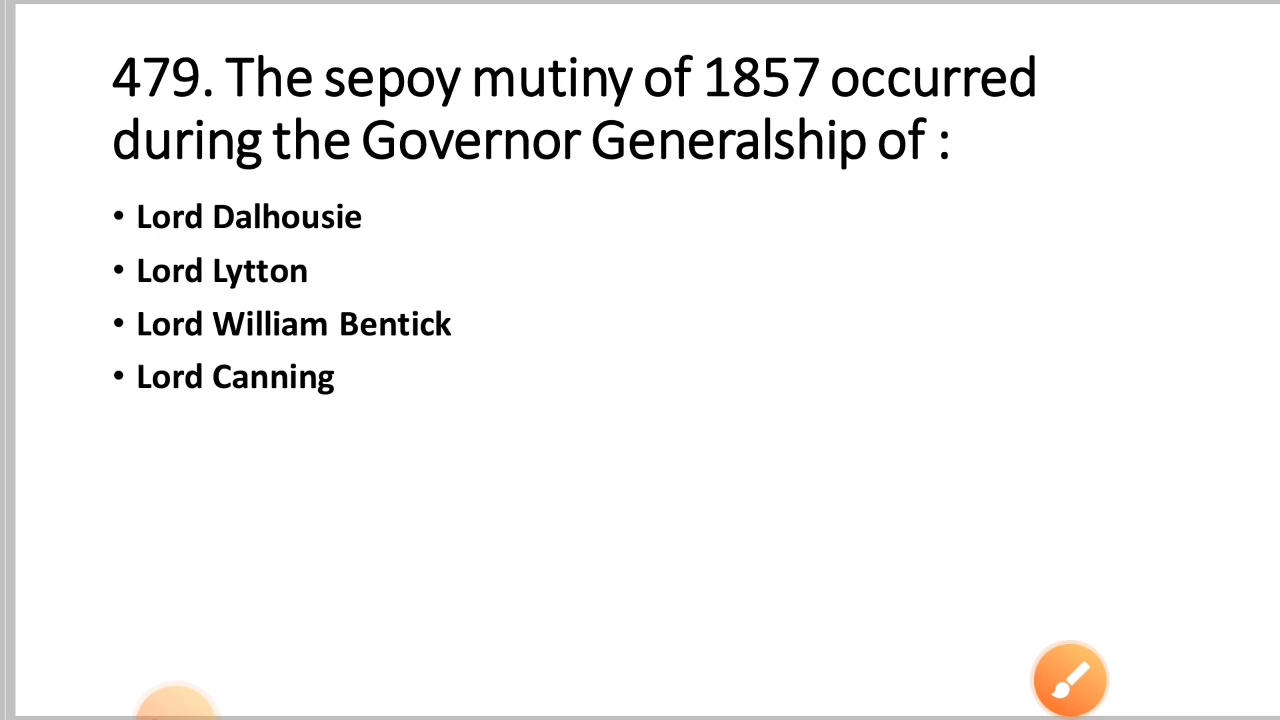 479. The sepoy mutiny of 1857 occurred
during the Governor Generalship of :
• Lord Dalhousie
• Lord Lytton
• Lord William Bentick
• Lord Canning